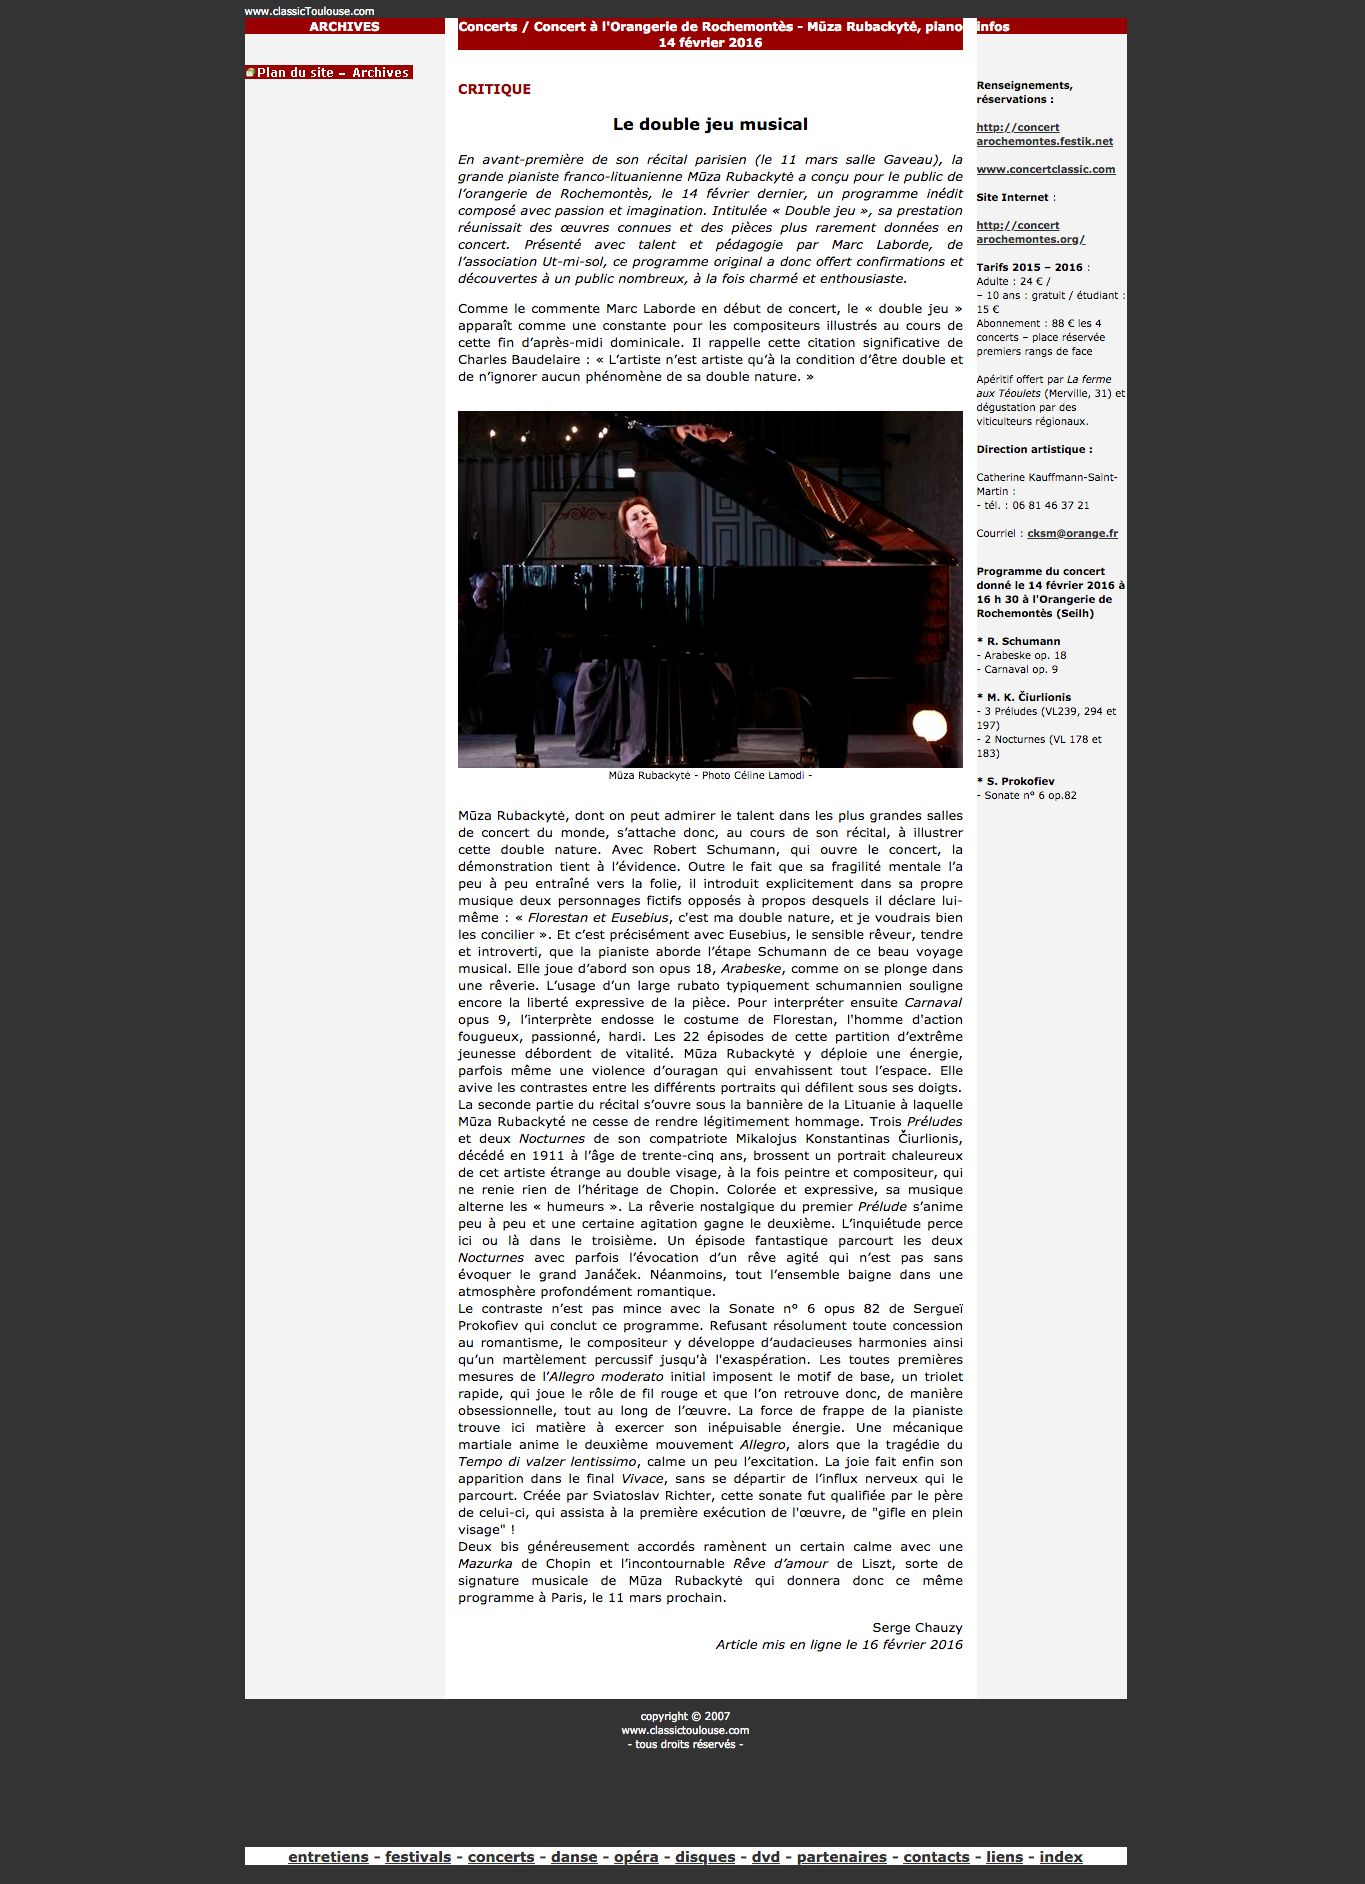 www.classicToulouse.com
ARCHIVES
Plan du site – Archives
Concerts / Concert à l'Orangerie de Rochemontès - Mūza Rubackytė, piano
14 février 2016
CRITIQUE
Le double jeu musical
En avant-première de son récital parisien (le 11 mars salle Gaveau), la
grande pianiste franco-lituanienne Mūza Rubackytė a conçu pour le public de
l’orangerie de Rochemontès, le 14 février dernier, un programme inédit
composé avec passion et imagination. Intitulée « Double jeu », sa prestation
réunissait des œuvres connues et des pièces plus rarement données en
concert. Présenté avec talent et pédagogie par Marc Laborde, de
l’association Ut-mi-sol, ce programme original a donc offert confirmations et
découvertes à un public nombreux, à la fois charmé et enthousiaste.
Comme le commente Marc Laborde en début de concert, le « double jeu »
apparaît comme une constante pour les compositeurs illustrés au cours de
cette fin d’après-midi dominicale. Il rappelle cette citation significative de
Charles Baudelaire : « L’artiste n’est artiste qu’à la condition d’être double et
de n’ignorer aucun phénomène de sa double nature. »
Mūza Rubackytė - Photo Céline Lamodi -
Mūza Rubackytė, dont on peut admirer le talent dans les plus grandes salles
de concert du monde, s’attache donc, au cours de son récital, à illustrer
cette double nature. Avec Robert Schumann, qui ouvre le concert, la
démonstration tient à l’évidence. Outre le fait que sa fragilité mentale l’a
peu à peu entraîné vers la folie, il introduit explicitement dans sa propre
musique deux personnages fictifs opposés à propos desquels il déclare lui-
même : « Florestan et Eusebius, c'est ma double nature, et je voudrais bien
les concilier ». Et c’est précisément avec Eusebius, le sensible rêveur, tendre
et introverti, que la pianiste aborde l’étape Schumann de ce beau voyage
musical. Elle joue d’abord son opus 18, Arabeske, comme on se plonge dans
une rêverie. L’usage d’un large rubato typiquement schumannien souligne
encore la liberté expressive de la pièce. Pour interpréter ensuite Carnaval
opus 9, l’interprète endosse le costume de Florestan, l'homme d'action
fougueux, passionné, hardi. Les 22 épisodes de cette partition d’extrême
jeunesse débordent de vitalité. Mūza Rubackytė y déploie une énergie,
parfois même une violence d’ouragan qui envahissent tout l’espace. Elle
avive les contrastes entre les différents portraits qui défilent sous ses doigts.
La seconde partie du récital s’ouvre sous la bannière de la Lituanie à laquelle
Mūza Rubackyté ne cesse de rendre légitimement hommage. Trois Préludes
et deux Nocturnes de son compatriote Mikalojus Konstantinas Čiurlionis,
décédé en 1911 à l’âge de trente-cinq ans, brossent un portrait chaleureux
de cet artiste étrange au double visage, à la fois peintre et compositeur, qui
ne renie rien de l’héritage de Chopin. Colorée et expressive, sa musique
alterne les « humeurs ». La rêverie nostalgique du premier Prélude s’anime
peu à peu et une certaine agitation gagne le deuxième. L’inquiétude perce
ici ou là dans le troisième. Un épisode fantastique parcourt les deux
Nocturnes avec parfois l’évocation d’un rêve agité qui n’est pas sans
évoquer le grand Janáček. Néanmoins, tout l’ensemble baigne dans une
atmosphère profondément romantique.
Le contraste n’est pas mince avec la Sonate n° 6 opus 82 de Sergueï
Prokofiev qui conclut ce programme. Refusant résolument toute concession
au romantisme, le compositeur y développe d’audacieuses harmonies ainsi
qu’un martèlement percussif jusqu'à l'exaspération. Les toutes premières
mesures de l’Allegro moderato initial imposent le motif de base, un triolet
rapide, qui joue le rôle de fil rouge et que l’on retrouve donc, de manière
obsessionnelle, tout au long de l’œuvre. La force de frappe de la pianiste
trouve ici matière à exercer son inépuisable énergie. Une mécanique
martiale anime le deuxième mouvement Allegro, alors que la tragédie du
Tempo di valzer lentissimo, calme un peu l’excitation. La joie fait enfin son
apparition dans le final Vivace, sans se départir de l’influx nerveux qui le
parcourt. Créée par Sviatoslav Richter, cette sonate fut qualifiée par le père
de celui-ci, qui assista à la première exécution de l'œuvre, de "gifle en plein
visage" !
Deux bis généreusement accordés ramènent un certain calme avec une
Mazurka de Chopin et l’incontournable Rêve d’amour de Liszt, sorte de
signature musicale de Mūza Rubackytė qui donnera donc ce même
programme à Paris, le 11 mars prochain.
Serge Chauzy
Article mis en ligne le 16 février 2016
infos
Renseignements,
réservations :
http://concert
arochemontes.festik.net
www.concertclassic.com
Site Internet :
http://concert
arochemontes.org/
Tarifs 2015 – 2016 :
Adulte : 24 € /
– 10 ans : gratuit / étudiant :
15 €
Abonnement : 88 € les 4
concerts – place réservée
premiers rangs de face
Apéritif offert par La ferme
aux Téoulets (Merville, 31) et
dégustation par des
viticulteurs régionaux.
Direction artistique :
Catherine Kauffmann-Saint-
Martin :
- tél. : 06 81 46 37 21
Courriel : cksm@orange.fr
Programme du concert
donné le 14 février 2016 à
16 h 30 à l'Orangerie de
Rochemontès (Seilh)
* R. Schumann
- Arabeske op. 18
- Carnaval op. 9
* M. K. Čiurlionis
- 3 Préludes (VL239, 294 et
197)
- 2 Nocturnes (VL 178 et
183)
* S. Prokofiev
- Sonate n° 6 op.82
copyright © 2007
www.classictoulouse.com
- tous droits réservés -
entretiens - festivals - concerts - danse - opéra - disques - dvd - partenaires - contacts - liens - index